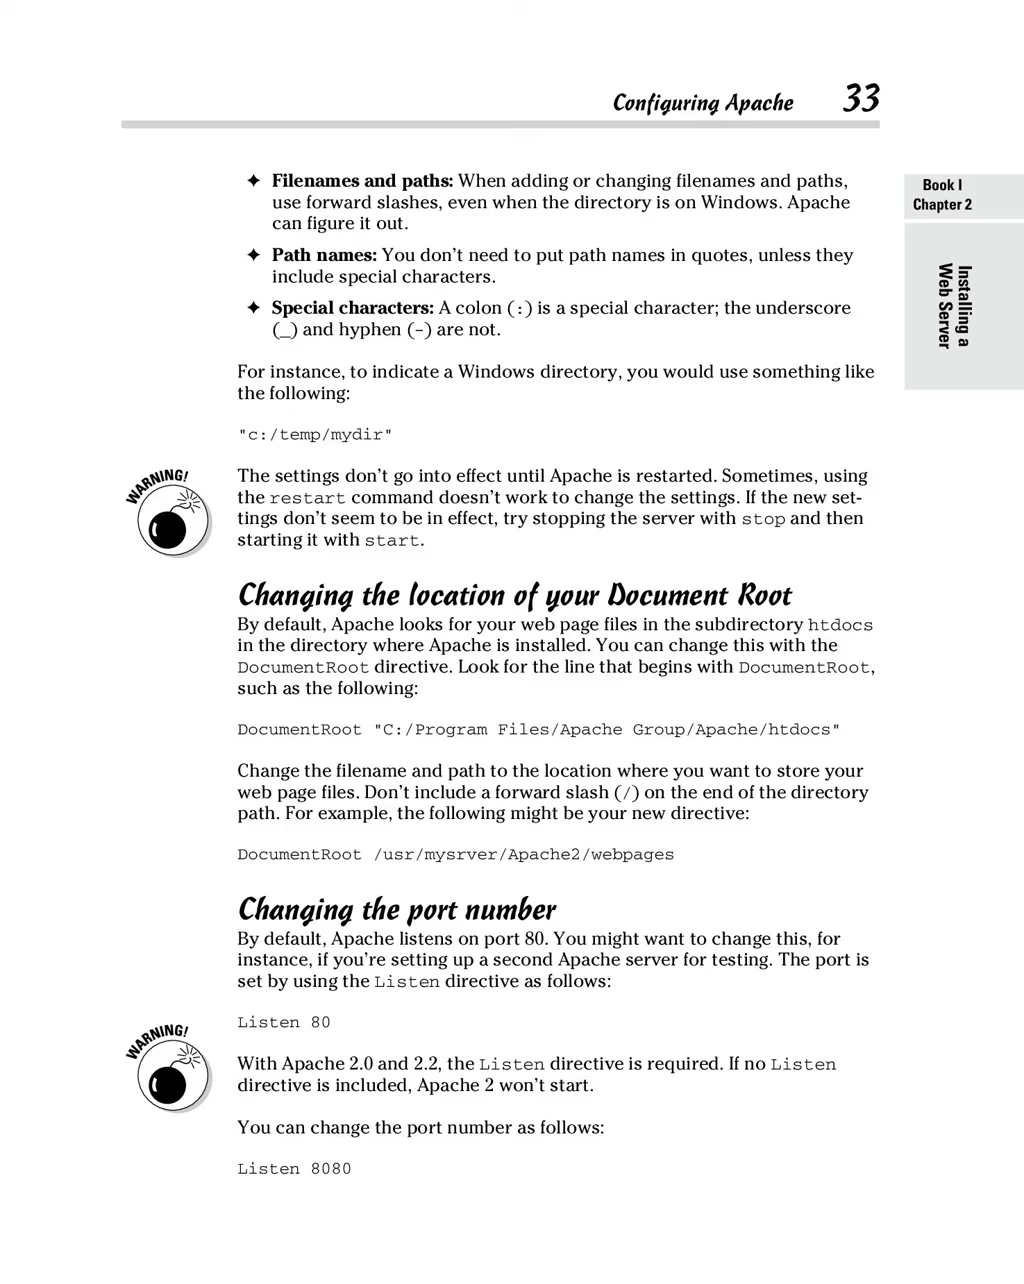 Configuring Apache 33
Book I
Chapter 2
Installing a
Web Server
✦ Filenames and paths: When adding or changing filenames and paths,
use forward slashes, even when the directory is on Windows. Apache
can figure it out.
✦ Path names: You don't need to put path names in quotes, unless they
include special characters.
✦ Special characters: A colon (:) is a special character; the underscore
(_) and hyphen (-) are not.
For instance, to indicate a Windows directory, you would use something like
the following:
"c:/temp/mydir"
WARNING!
The settings don't go into effect until Apache is restarted. Sometimes, using
the restart command doesn't work to change the settings. If the new set-
tings don't seem to be in effect, try stopping the server with stop and then
starting it with start.
Changing the location of your Document Root
By default, Apache looks for your web page files in the subdirectory htdocs
in the directory where Apache is installed. You can change this with the
DocumentRoot directive. Look for the line that begins with DocumentRoot,
such as the following:
DocumentRoot "C:/Program Files/Apache Group/Apache/htdocs"
Change the filename and path to the location where you want to store your
web page files. Don't include a forward slash (/) on the end of the directory
path. For example, the following might be your new directive:
DocumentRoot /usr/mysrver/Apache2/webpages
Changing the port number
By default, Apache listens on port 80. You might want to change this, for
instance, if you're setting up a second Apache server for testing. The port is
set by using the Listen directive as follows:
Listen 80
WARNING!
With Apache 2.0 and 2.2, the Listen directive is required. If no Listen
directive is included, Apache 2 won't start.
You can change the port number as follows:
Listen 8080